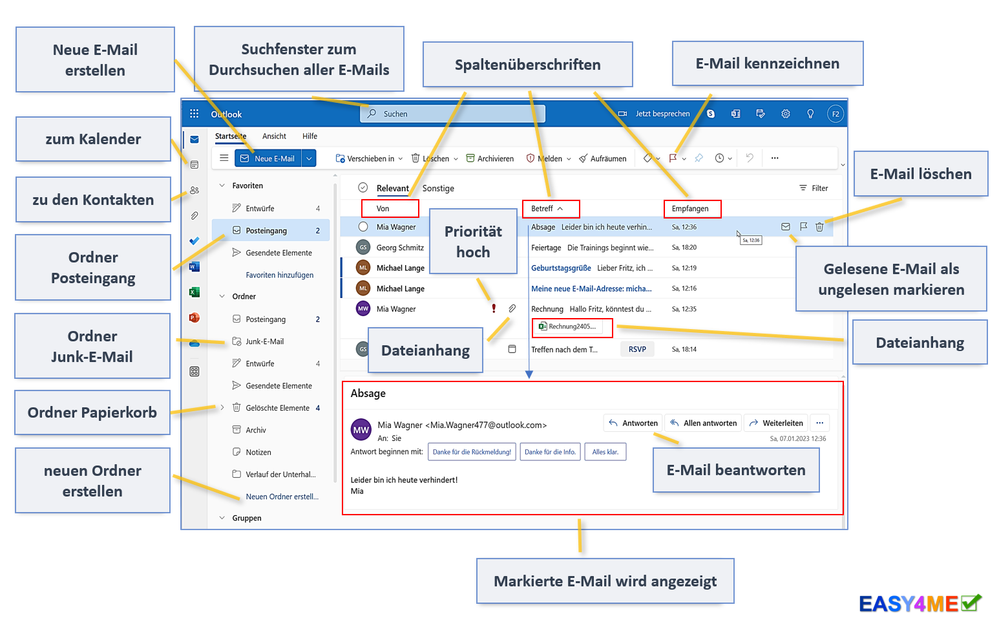 Neue E-Mail
erstellen
Suchfenster zum
Durchsuchen aller E-Mails
Spaltenüberschriften
E-Mail kennzeichnen
zum Kalender
zu den Kontakten
Ordner
Posteingang
Ordner
Junk-E-Mail
Ordner Papierkorb
neuen Ordner
erstellen
Outlook
Suchen
Jetzt besprechen
F2
Startseite Ansicht Hilfe
Neue E-Mail Verschieben in Löschen Archivieren Melden Aufräumen
Favoriten
Entwürfe 4
Posteingang 2
Gesendete Elemente
Favoriten hinzufügen
Ordner
Posteingang 2
Junk-E-Mail
Entwürfe 4
Gesendete Elemente
Gelöschte Elemente 4
Archiv
Notizen
Verlauf der Unterhal...
Neuen Ordner erstell...
Gruppen
Relevant Sonstige Filter
Von Betreff Empfangen
Mia Wagner Absage Leider bin ich heute verhin... Sa, 12:36
Sa, 12:36
GS Georg Schmitz Feiertage Die Trainings beginnt wie... Sa, 18:20
ML Michael Lange Geburtstagsgrüße Lieber Fritz, ich ... Sa, 12:19
ML Michael Lange Meine neue E-Mail-Adresse: micha... Sa, 12:16
MW Mia Wagner Rechnung Hallo Fritz, könntest du ... Sa, 12:35
Rechnung2405....
GS Treffen nach dem T... RSVP Sa, 18:14
Priorität
hoch
Dateianhang
E-Mail löschen
Gelesene E-Mail als
ungelesen markieren
Dateianhang
Absage
MW Mia Wagner <Mia.Wagner477@outlook.com>
An: Sie
Antworten Allen antworten Weiterleiten ...
Sa, 07.01.2023 12:36
Antwort beginnen mit: Danke für die Rückmeldung! Danke für die Info. Alles klar.
Leider bin ich heute verhindert!
Mia
E-Mail beantworten
Markierte E-Mail wird angezeigt
EASY4ME